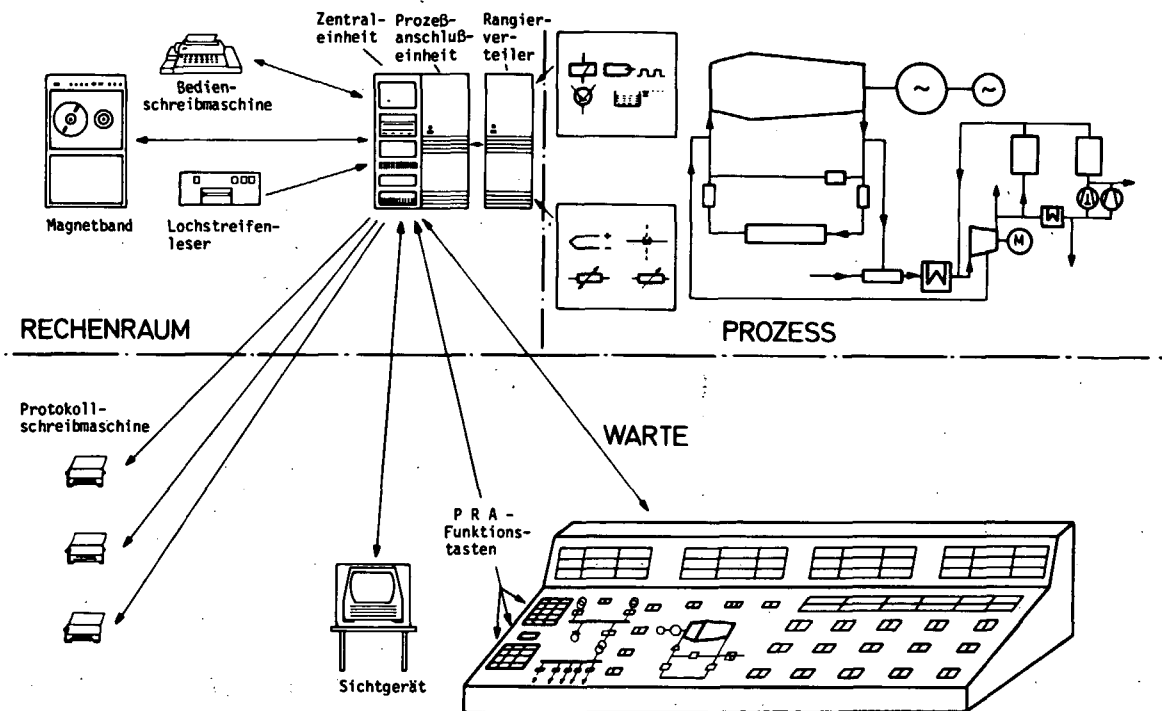 Zentral-
einheit
Prozeß-
anschluß-
einheit
Rangier-
ver-
teiler
Bedien-
schreibmaschine
Magnetband
Lochstreifen-
leser
~
~
M
RECHENRAUM
PROZESS
Protokoll-
schreibmaschine
WARTE
P R A -
Funktions-
tasten
Sichtgerät